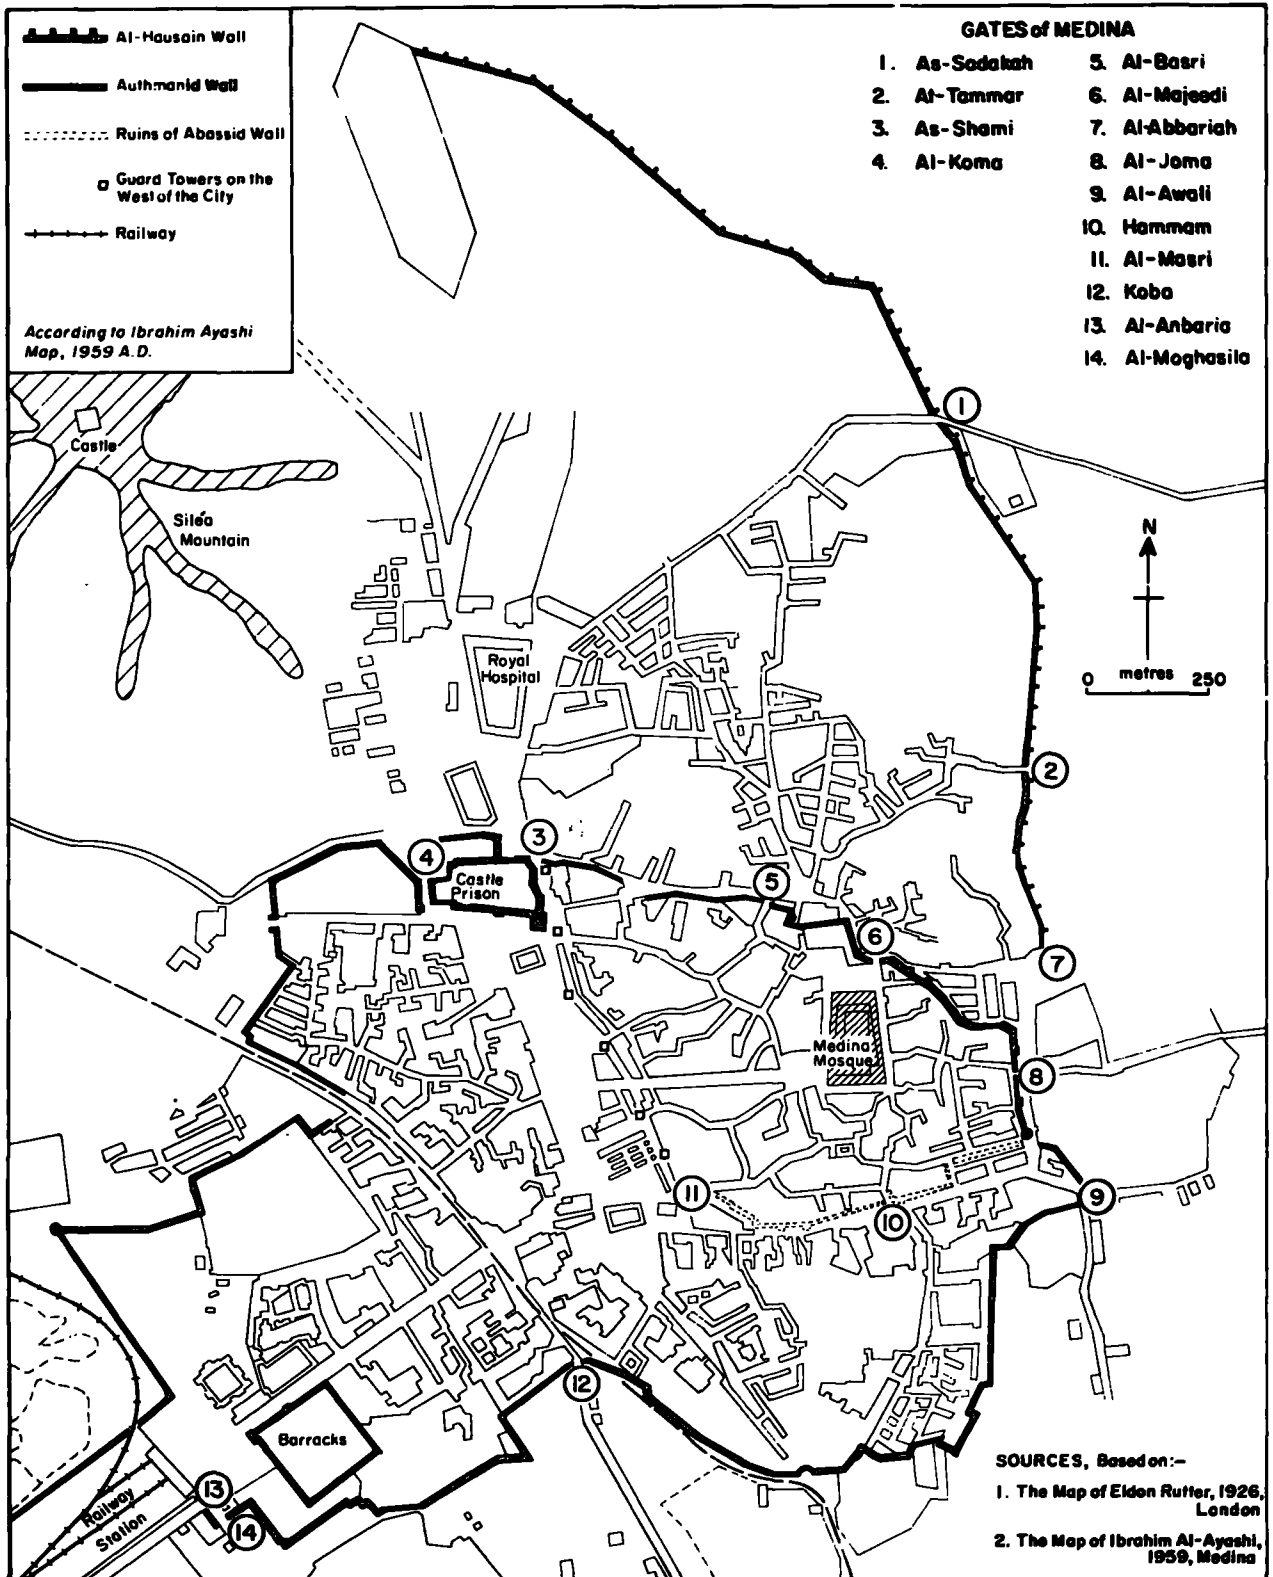 Al-Hausain Wall
Authmanid Wall
Ruins of Abassid Wall
Guard Towers on the
West of the City
Railway
According to Ibrahim Ayashi
Map, 1959 A.D.
GATES of MEDINA
1. As-Sadakah
2. At-Tammar
3. As-Shami
4. Al-Koma
5. Al-Basri
6. Al-Majeedi
7. Al-Abbariah
8. Al-Joma
9. Al-Awali
10. Hammam
11. Al-Masri
12. Koba
13. Al-Anbaria
14. Al-Moghasila
1
Castle
Siléa
Mountain
N
metres
0 250
Royal
Hospital
2
3
4
Castle
Prison
5
6
7
Medina
Mosque
8
9
10
11
12
Barracks
13
14
Railway
Station
SOURCES, Based on:-
1. The Map of Eldon Rutter, 1926,
London
2. The Map of Ibrahim Al-Ayashi,
1959, Medina